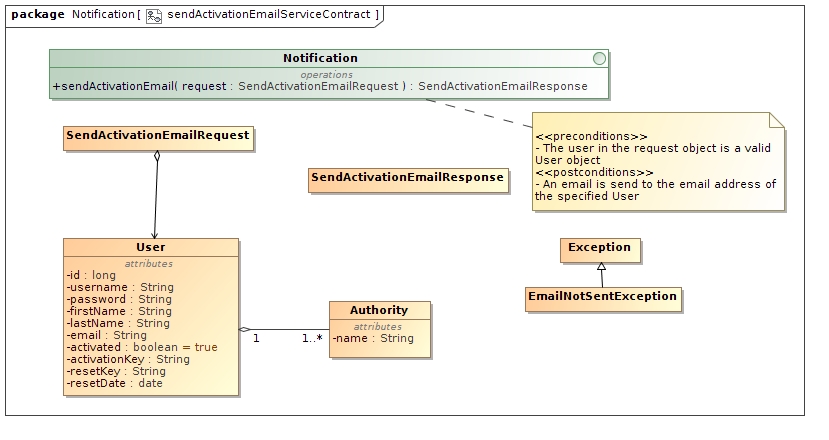 package Notification [ sendActivationEmailServiceContract ]
Notification
operations
+sendActivationEmail( request : SendActivationEmailRequest ) : SendActivationEmailResponse
<<preconditions>>
- The user in the request object is a valid
User object
<<postconditions>>
- An email is send to the email address of
the specified User
SendActivationEmailRequest
SendActivationEmailResponse
User
attributes
-id : long
-username : String
-password : String
-firstName : String
-lastName : String
-email : String
-activated : boolean = true
-activationKey : String
-resetKey : String
-resetDate : date
1
1..*
Authority
attributes
-name : String
Exception
EmailNotSentException